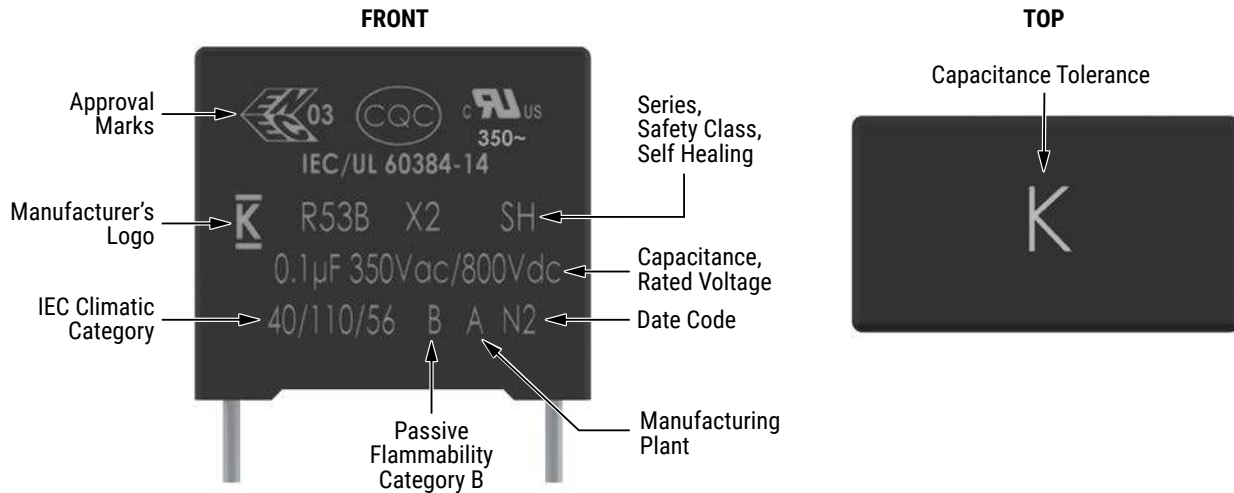 FRONT
TOP
Approval
Marks
03 CQC C RU US
350~
IEC/UL 60384-14
Series,
Safety Class,
Self Healing
Manufacturer's
Logo
K R53B X2 SH
0.1µF 350Vac/800Vdc
Capacitance,
Rated Voltage
IEC Climatic
Category
40/110/56 B A N2
Date Code
Passive
Flammability
Category B
Manufacturing
Plant
Capacitance Tolerance
K